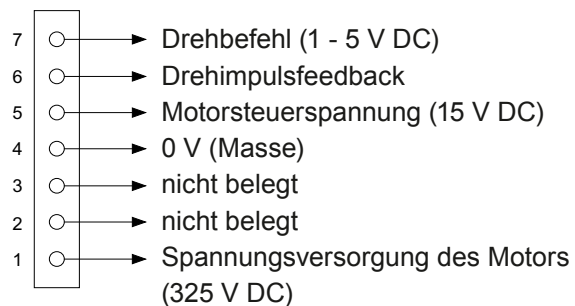 7 Drehbefehl (1 - 5 V DC)
6 Drehimpulsfeedback
5 Motorsteuerspannung (15 V DC)
4 0 V (Masse)
3 nicht belegt
2 nicht belegt
1 Spannungsversorgung des Motors
(325 V DC)